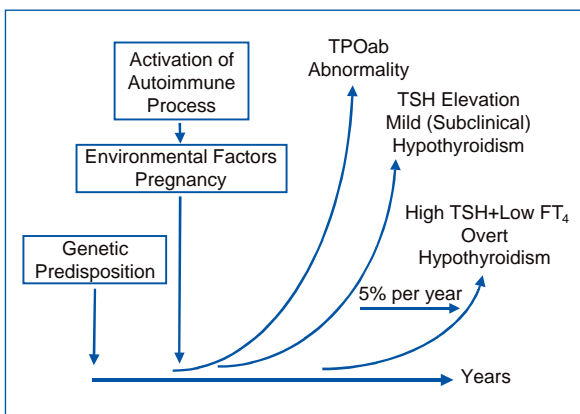 Activation of
Autoimmune
Process
Environmental Factors
Pregnancy
Genetic
Predisposition
TPOab
Abnormality
TSH Elevation
Mild (Subclinical)
Hypothyroidism
High TSH+Low FT₄
Overt
Hypothyroidism
5% per year
Years